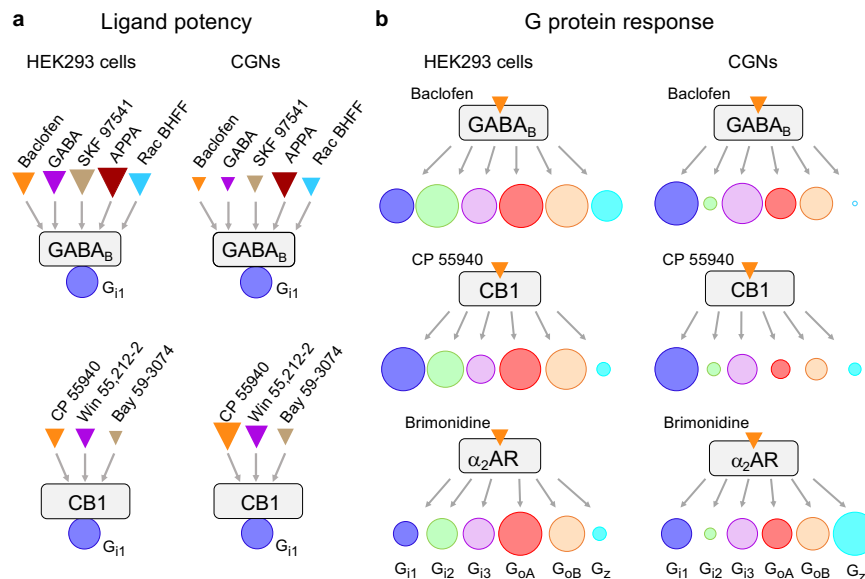 a Ligand potency
HEK293 cells CGNs
Baclofen GABA SKF 97541 APPA Rac BHFF
Baclofen GABA SKF 97541 APPA Rac BHFF
GABAB GABAB
Gi1 Gi1
CP 55940 Win 55,212-2 Bay 59-3074
CP 55940 Win 55,212-2 Bay 59-3074
CB1 CB1
Gi1 Gi1
b G protein response
HEK293 cells CGNs
Baclofen Baclofen
GABAB GABAB
CP 55940 CP 55940
CB1 CB1
Brimonidine Brimonidine
α2AR α2AR
Gi1 Gi2 Gi3 GoA GoB Gz Gi1 Gi2 Gi3 GoA GoB Gz